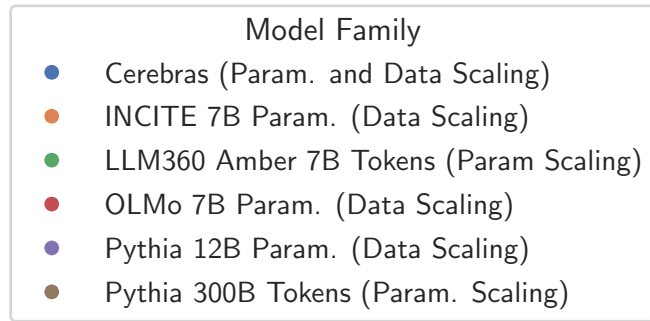 Model Family
Cerebras (Param. and Data Scaling)
INCITE 7B Param. (Data Scaling)
LLM360 Amber 7B Tokens (Param Scaling)
OLMo 7B Param. (Data Scaling)
Pythia 12B Param. (Data Scaling)
Pythia 300B Tokens (Param. Scaling)